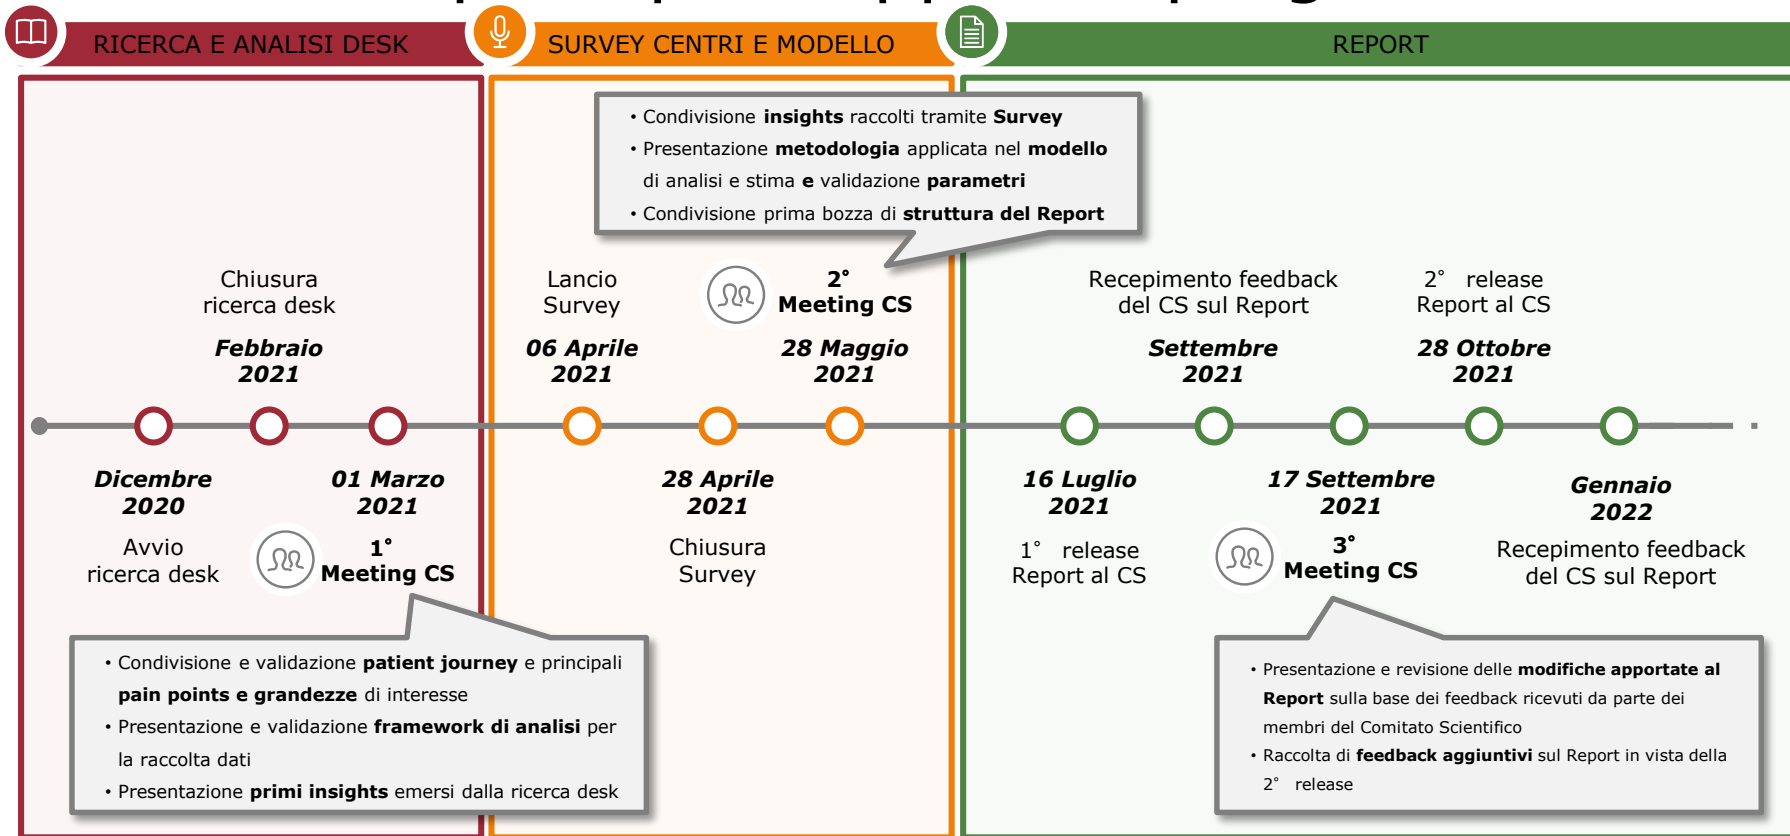 RICERCA E ANALISI DESK
SURVEY CENTRI E MODELLO
REPORT
• Condivisione insights raccolti tramite Survey
• Presentazione metodologia applicata nel modello
di analisi e stima e validazione parametri
• Condivisione prima bozza di struttura del Report
Chiusura
ricerca desk
Febbraio
2021
Lancio
Survey
06 Aprile
2021
2°
Meeting CS
28 Maggio
2021
Recepimento feedback
del CS sul Report
Settembre
2021
2° release
Report al CS
28 Ottobre
2021
Dicembre
2020
Avvio
ricerca desk
01 Marzo
2021
1°
Meeting CS
28 Aprile
2021
Chiusura
Survey
16 Luglio
2021
1° release
Report al CS
17 Settembre
2021
3°
Meeting CS
Gennaio
2022
Recepimento feedback
del CS sul Report
• Condivisione e validazione patient journey e principali
pain points e grandezze di interesse
• Presentazione e validazione framework di analisi per
la raccolta dati
• Presentazione primi insights emersi dalla ricerca desk
• Presentazione e revisione delle modifiche apportate al
Report sulla base dei feedback ricevuti da parte dei
membri del Comitato Scientifico
• Raccolta di feedback aggiuntivi sul Report in vista della
2° release